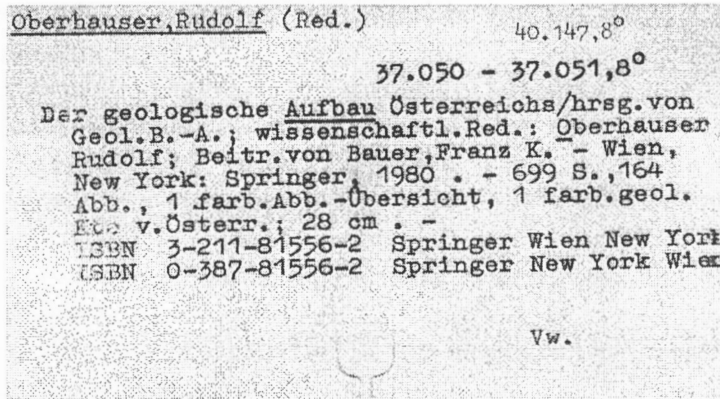 Oberhauser,Rudolf (Red.)
40.147,8°
37.050 - 37.051,8°
Der geologische Aufbau Österreichs/hrsg.von
Geol.B.-A.; wissenschaftl.Red.: Oberhauser
Rudolf; Beitr.von Bauer,Franz K. - Wien,
New York: Springer, 1980 . - 699 S.,164
Abb., 1 farb.Abb.-Übersicht, 1 farb.geol.
v.Österr.; 28 cm . -
ISBN 3-211-81556-2 Springer Wien New York
ISBN 0-387-81556-2 Springer New York Wien
Vw.